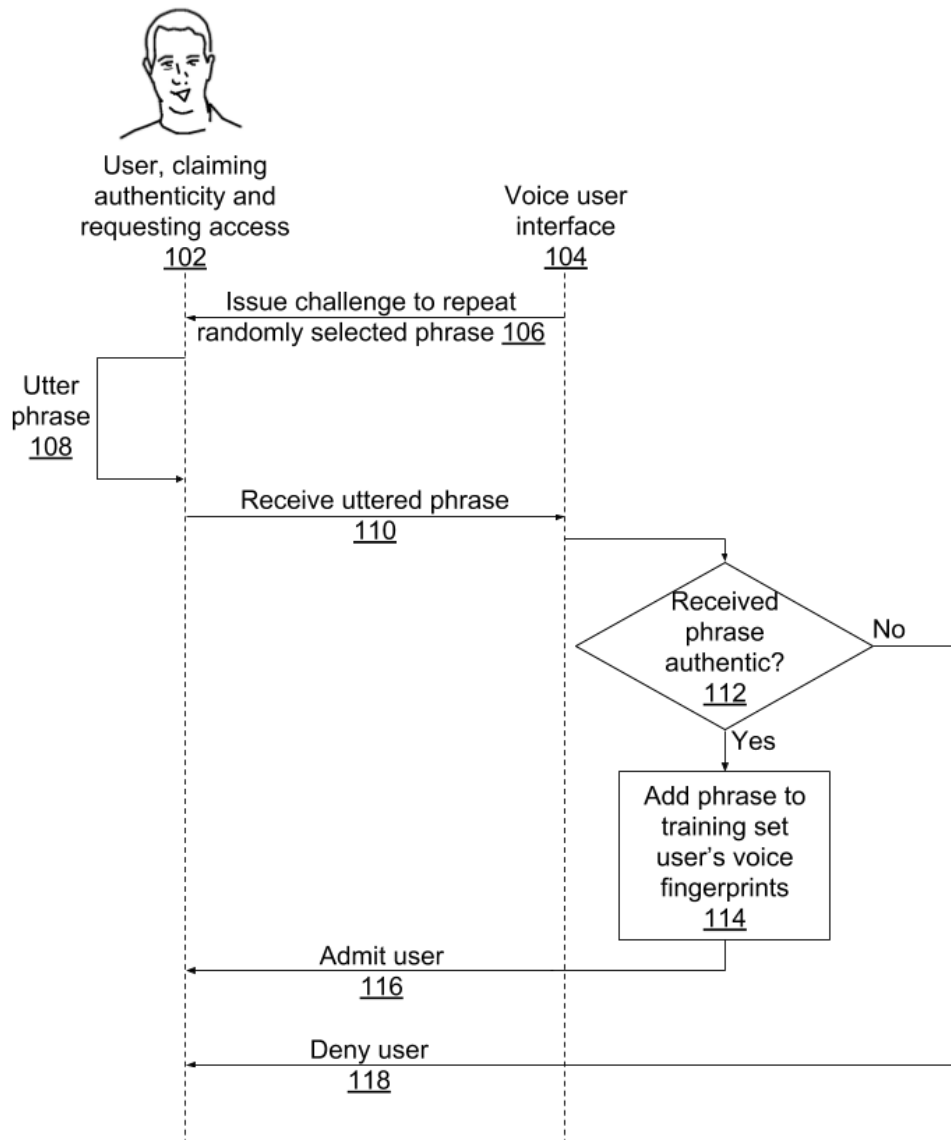 User, claiming
authenticity and
requesting access
102
Voice user
interface
104
Issue challenge to repeat
randomly selected phrase 106
Utter
phrase
108
Receive uttered phrase
110
Received
phrase
authentic?
112
No
Yes
Add phrase to
training set
user’s voice
fingerprints
114
Admit user
116
Deny user
118